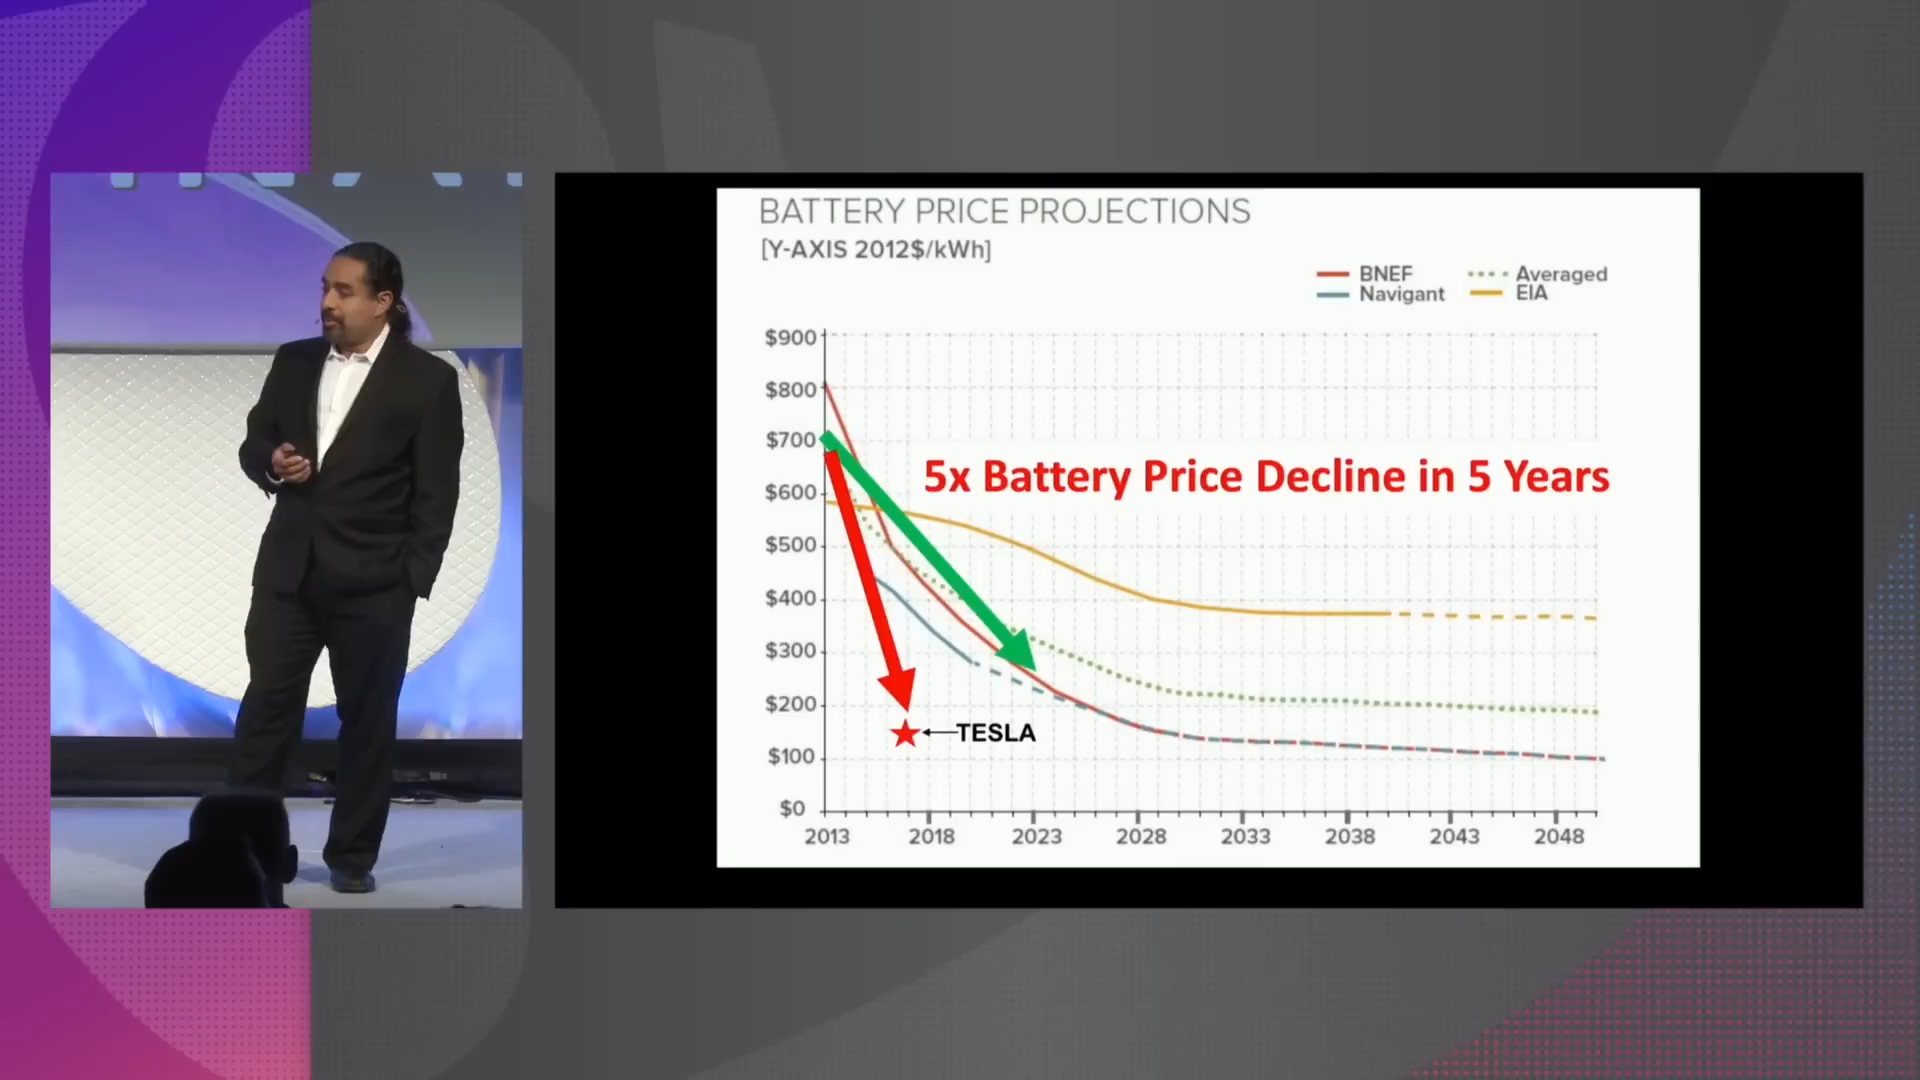 BATTERY PRICE PROJECTIONS
[Y-AXIS 2012$/kWh]
BNEF
Averaged
Navigant
EIA
$900
$800
$700
5x Battery Price Decline in 5 Years
$600
$500
$400
$300
$200
TESLA
$100
$0
2013 2018 2023 2028 2033 2038 2043 2048